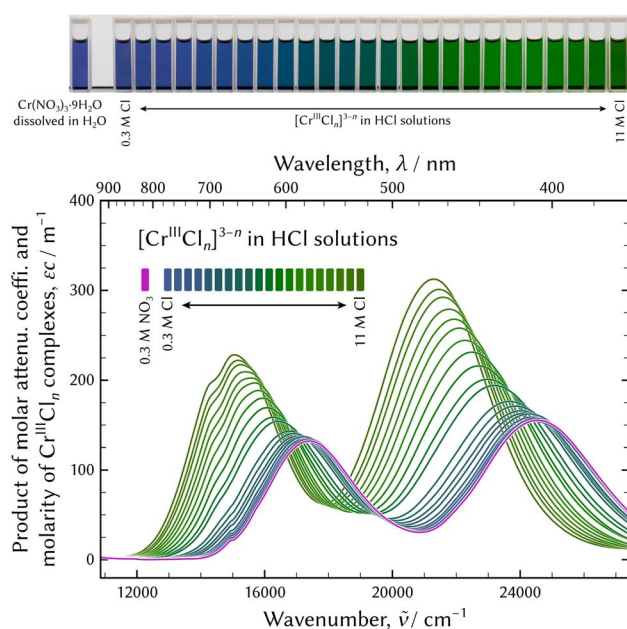 Cr(NO₃)₃·9H₂O
dissolved in H₂O
0.3 M Cl
[CrᴵᴵᴵClₙ]³⁻ⁿ in HCl solutions
11 M Cl
Wavelength, λ / nm
900 800 700 600 500 400
Product of molar attenu. coeffi. and
molarity of CrᴵᴵᴵClₙ complexes, εc / m⁻¹
400
300
200
100
0
[CrᴵᴵᴵClₙ]³⁻ⁿ in HCl solutions
0.3 M NO₃
0.3 M Cl
11 M Cl
12000 16000 20000 24000
Wavenumber, ν̃ / cm⁻¹